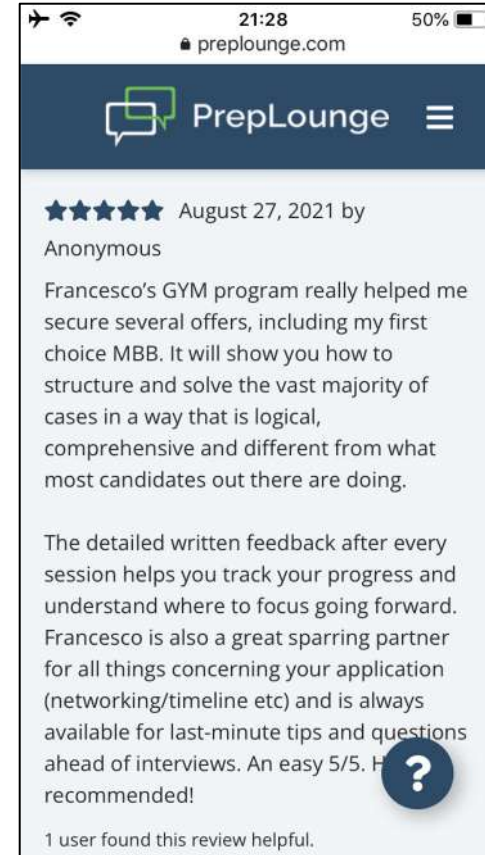 21:28
50%
preplounge.com
PrepLounge
August 27, 2021 by
Anonymous
Francesco’s GYM program really helped me
secure several offers, including my first
choice MBB. It will show you how to
structure and solve the vast majority of
cases in a way that is logical,
comprehensive and different from what
most candidates out there are doing.
The detailed written feedback after every
session helps you track your progress and
understand where to focus going forward.
Francesco is also a great sparring partner
for all things concerning your application
(networking/timeline etc) and is always
available for last-minute tips and questions
ahead of interviews. An easy 5/5.
?
recommended!
1 user found this review helpful.